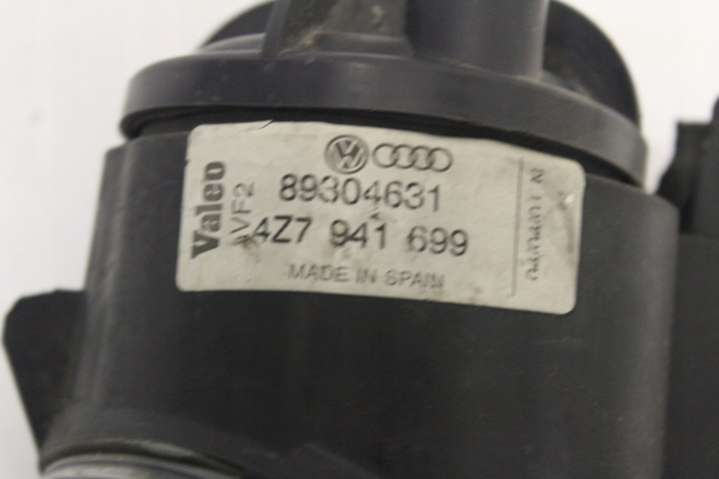 Valeo
VF2
89304631
4Z7 941 699
MADE IN SPAIN